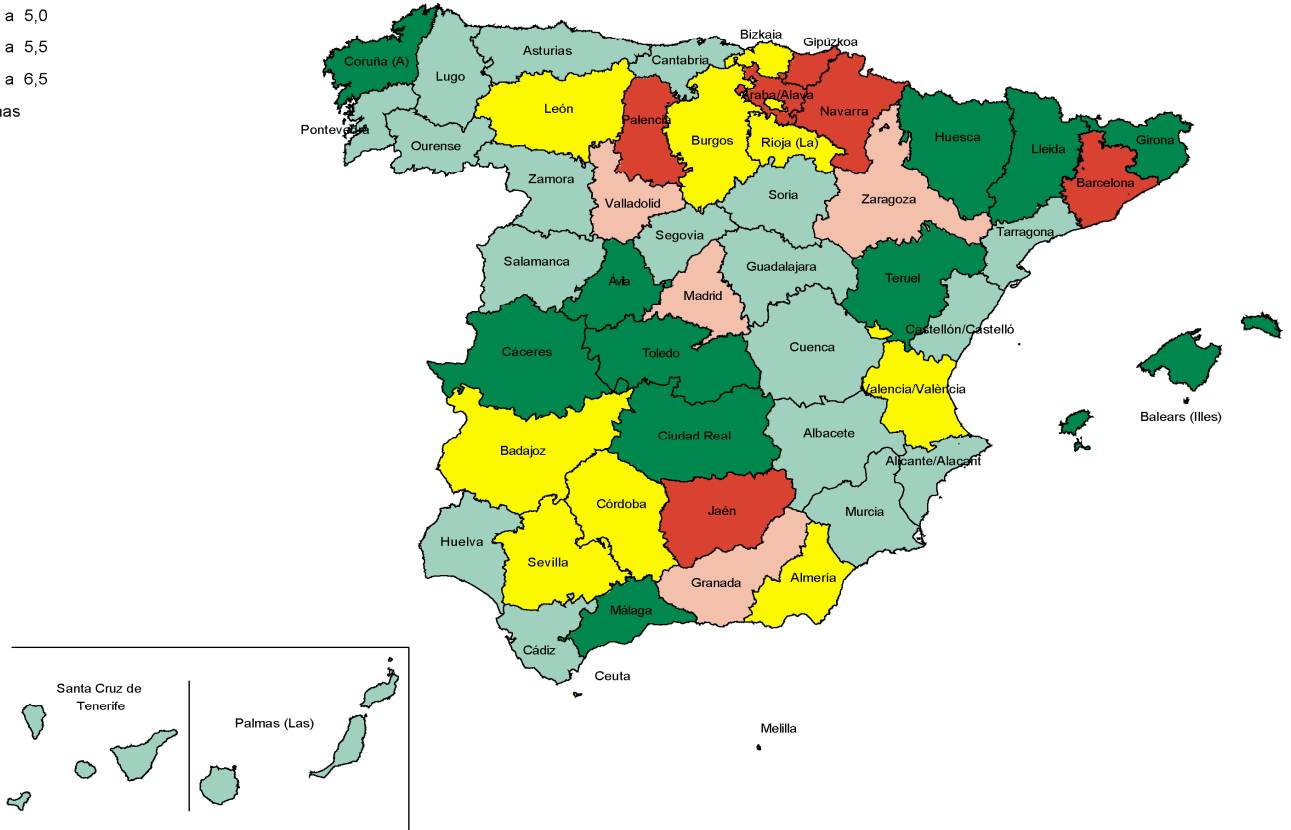 a 5,0
a 5,5
a 6,5
nas
Bizkaia
Gipúzkoa
Asturias
Cantabria
Coruña (A)
Lugo
Araba/Alava
León
Palencia
Navarra
Pontevedra
Ourense
Burgos
Rioja (La)
Huesca
Lleida
Girona
Zamora
Barcelona
Valladolid
Soria
Zaragoza
Segovia
Tarragona
Salamanca
Guadalajara
Ávila
Madrid
Teruel
Castellón/Castelló
Cáceres
Toledo
Cuenca
Valencia/València
Balears (Illes)
Ciudad Real
Albacete
Badajoz
Alicante/Alacant
Córdoba
Jaén
Murcia
Huelva
Sevilla
Granada
Almería
Málaga
Cádiz
Ceuta
Santa Cruz de
Tenerife
Palmas (Las)
Melilla